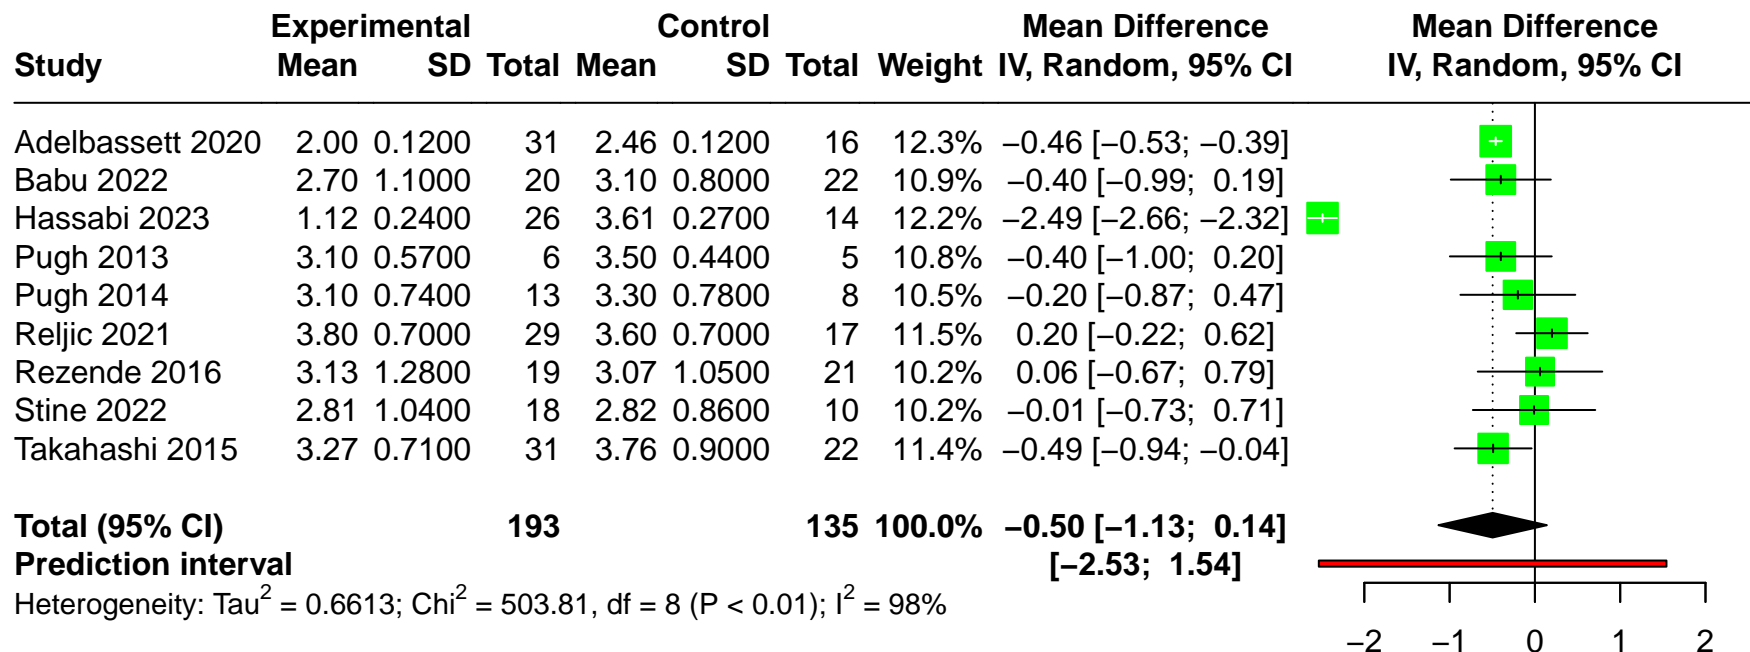 Experimental Control Mean Difference Mean Difference
Study Mean SD Total Mean SD Total Weight IV, Random, 95% CI IV, Random, 95% CI
Adelbassett 2020 2.00 0.1200 31 2.46 0.1200 16 12.3% −0.46 [−0.53; −0.39]
Babu 2022 2.70 1.1000 20 3.10 0.8000 22 10.9% −0.40 [−0.99; 0.19]
Hassabi 2023 1.12 0.2400 26 3.61 0.2700 14 12.2% −2.49 [−2.66; −2.32]
Pugh 2013 3.10 0.5700 6 3.50 0.4400 5 10.8% −0.40 [−1.00; 0.20]
Pugh 2014 3.10 0.7400 13 3.30 0.7800 8 10.5% −0.20 [−0.87; 0.47]
Reljic 2021 3.80 0.7000 29 3.60 0.7000 17 11.5% 0.20 [−0.22; 0.62]
Rezende 2016 3.13 1.2800 19 3.07 1.0500 21 10.2% 0.06 [−0.67; 0.79]
Stine 2022 2.81 1.0400 18 2.82 0.8600 10 10.2% −0.01 [−0.73; 0.71]
Takahashi 2015 3.27 0.7100 31 3.76 0.9000 22 11.4% −0.49 [−0.94; −0.04]
Total (95% CI) 193 135 100.0% −0.50 [−1.13; 0.14]
Prediction interval [−2.53; 1.54]
Heterogeneity: Tau² = 0.6613; Chi² = 503.81, df = 8 (P < 0.01); I² = 98%
−2 −1 0 1 2